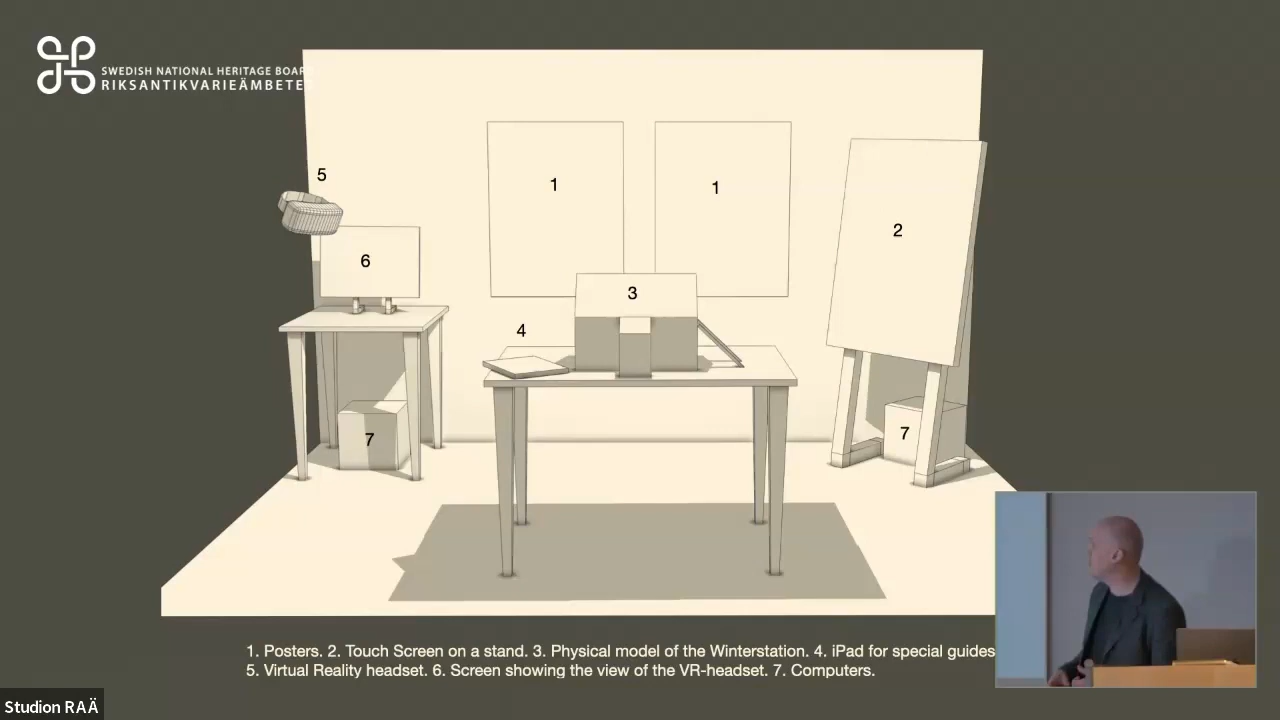 SWEDISH NATIONAL HERITAGE BOAR
RIKSANTIKVARIEÄMBETE
5
1
1
2
6
3
4
7
7
1. Posters. 2. Touch Screen on a stand. 3. Physical model of the Winterstation. 4. iPad for special guides
5. Virtual Reality headset. 6. Screen showing the view of the VR-headset. 7. Computers.
Studion RAÄ